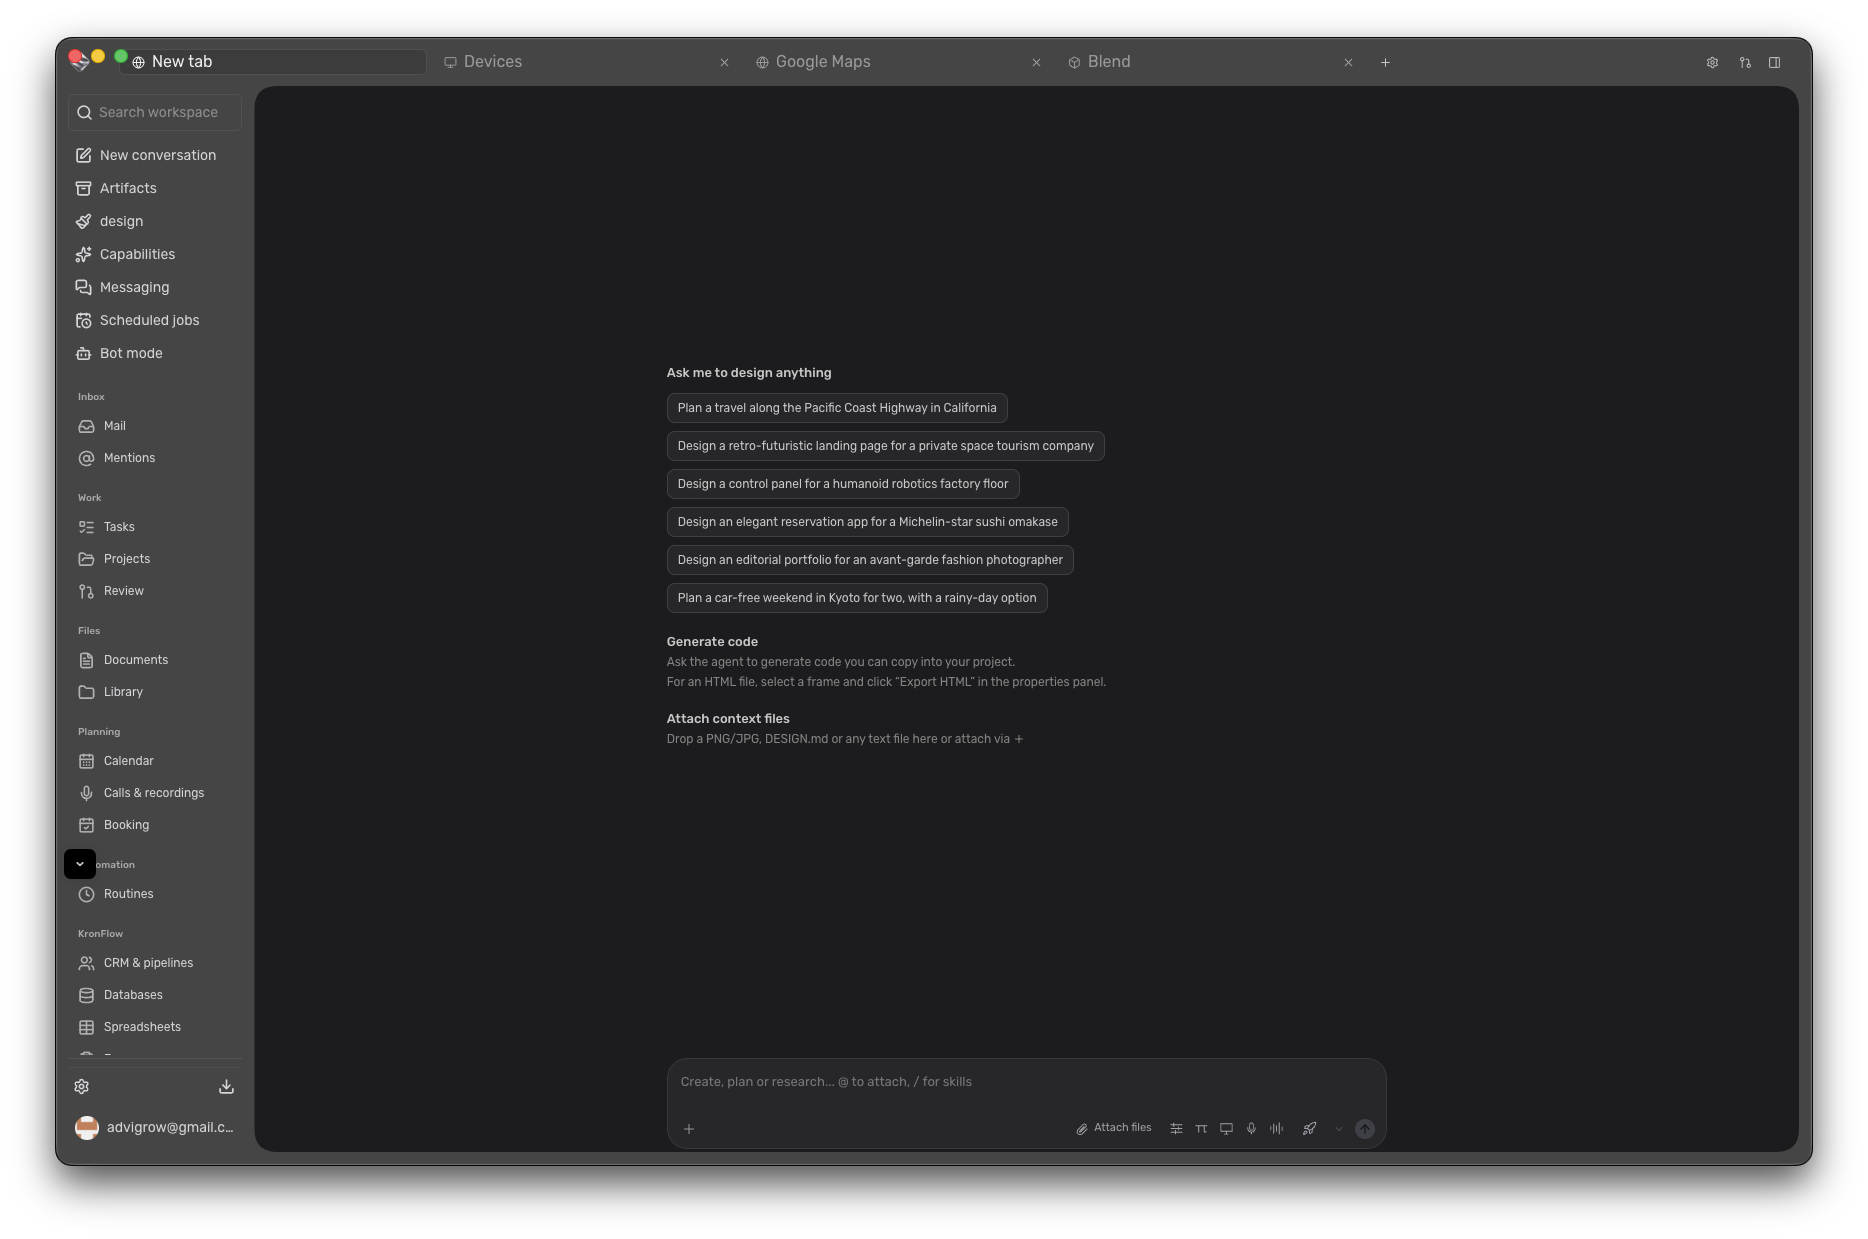 New tab
Devices
Google Maps
Blend
Search workspace
New conversation
Artifacts
design
Capabilities
Messaging
Scheduled jobs
Bot mode
Inbox
Mail
Mentions
Work
Tasks
Projects
Review
Files
Documents
Library
Planning
Calendar
Calls & recordings
Booking
omation
Routines
KronFlow
CRM & pipelines
Databases
Spreadsheets
advigrow@gmail.c...
Ask me to design anything
Plan a travel along the Pacific Coast Highway in California
Design a retro-futuristic landing page for a private space tourism company
Design a control panel for a humanoid robotics factory floor
Design an elegant reservation app for a Michelin-star sushi omakase
Design an editorial portfolio for an avant-garde fashion photographer
Plan a car-free weekend in Kyoto for two, with a rainy-day option
Generate code
Ask the agent to generate code you can copy into your project.
For an HTML file, select a frame and click “Export HTML” in the properties panel.
Attach context files
Drop a PNG/JPG, DESIGN.md or any text file here or attach via +
Create, plan or research... @ to attach, / for skills
Attach files